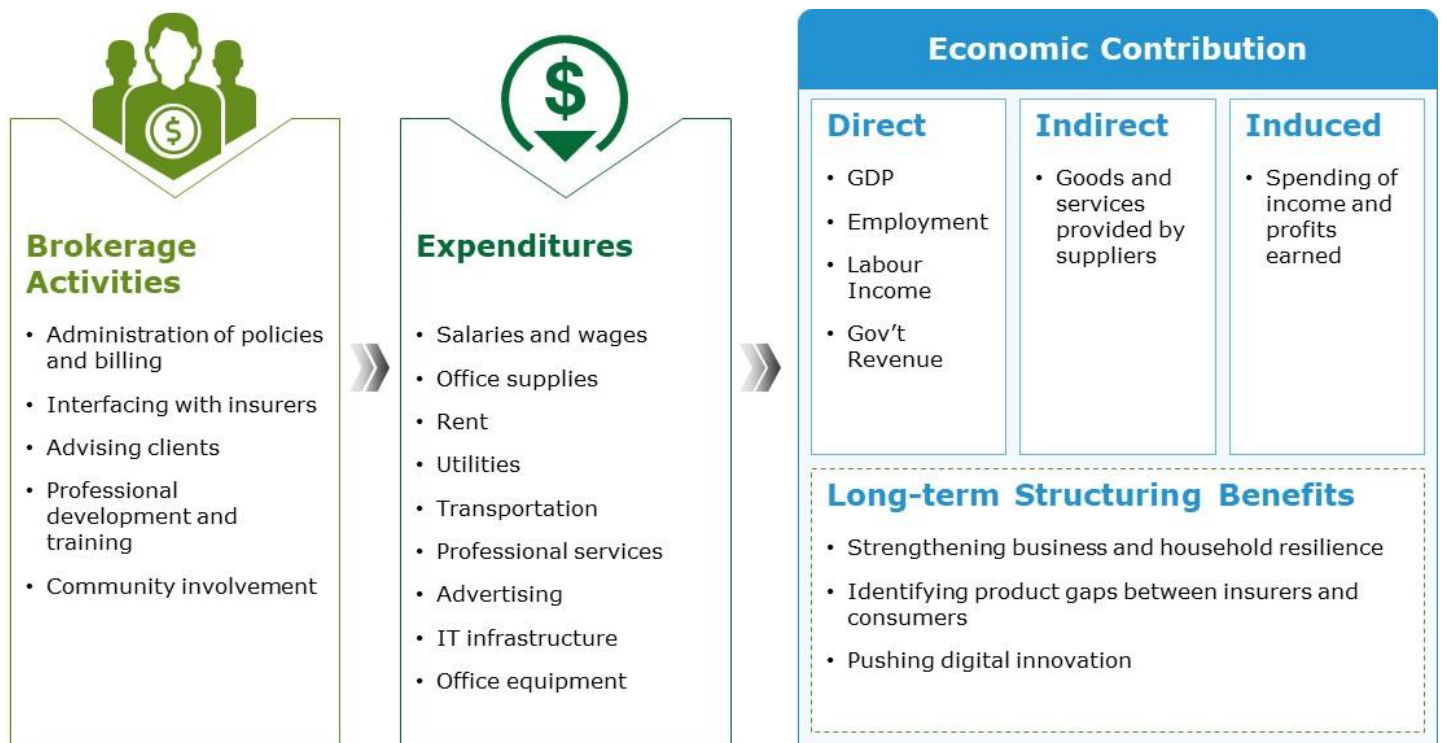 Brokerage
Activities
• Administration of policies
and billing
• Interfacing with insurers
• Advising clients
• Professional
development and
training
• Community involvement
$
$
Expenditures
• Salaries and wages
• Office supplies
• Rent
• Utilities
• Transportation
• Professional services
• Advertising
• IT infrastructure
• Office equipment
Economic Contribution
Direct
• GDP
• Employment
• Labour
Income
• Gov’t
Revenue
Indirect
• Goods and
services
provided by
suppliers
Induced
• Spending of
income and
profits
earned
Long-term Structuring Benefits
• Strengthening business and household resilience
• Identifying product gaps between insurers and
consumers
• Pushing digital innovation